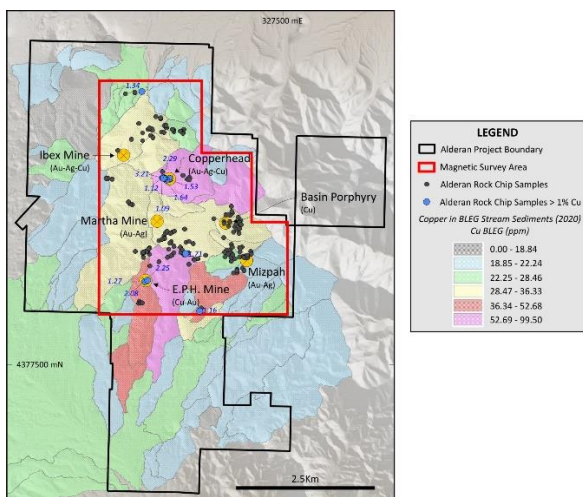 327500 mE
1.34
Ibex Mine
(Au-Ag-Cu)
2.29
Copperhead
(Au-Ag-Cu)
3.21
1.12
1.53
1.64
Basin Porphyry
(Cu)
1.09
Martha Mine
(Au-Ag)
2.25
Mizpah
(Au-Ag)
1.27
E.P.H. Mine
(Cu-Au)
2.08
4377500 mN
2.5Km
LEGEND
Alderan Project Boundary
Magnetic Survey Area
Alderan Rock Chip Samples
Alderan Rock Chip Samples > 1% Cu
Copper in BLEG Stream Sediments (2020)
Cu BLEG (ppm)
0.00 - 18.84
18.85 - 22.24
22.25 - 28.46
28.47 - 36.33
36.34 - 52.68
52.69 - 99.50